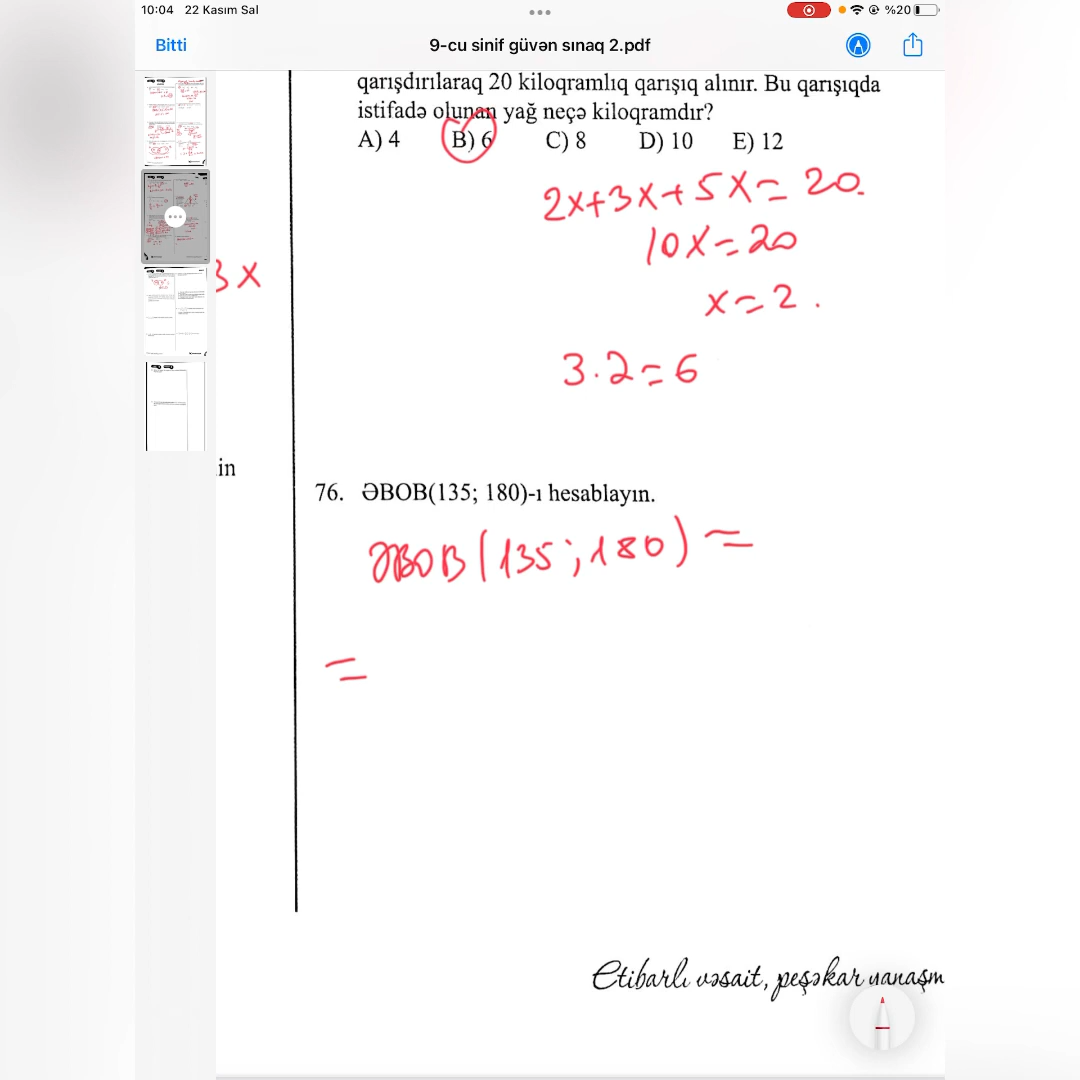 10:04 22 Kasım Sal
%20
Bitti
9-cu sinif güvən sınaq 2.pdf
qarışdırılaraq 20 kiloqramlıq qarışıq alınır. Bu qarışıqda
istifadə olunan yağ neçə kiloqramdır?
A) 4 B) 6 C) 8 D) 10 E) 12
2x+3x+5x=20.
10x=20
3x
x=2.
3·2=6
in
76. ƏBOB(135; 180)-ı hesablayın.
ƏBOB(135;180)=
=
Etibarlı vəsait, peşəkar yanaşm